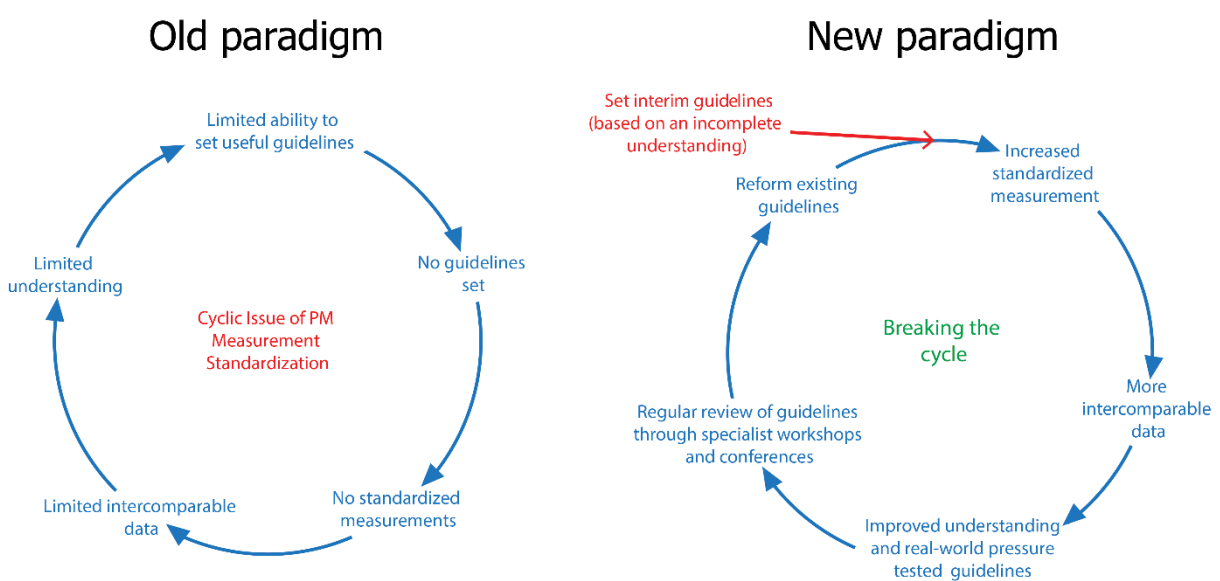 Old paradigm
Limited ability to
set useful guidelines
No guidelines
set
No standardized
measurements
Limited intercomparable
data
Limited
understanding
Cyclic Issue of PM
Measurement
Standardization
New paradigm
Set interim guidelines
(based on an incomplete
understanding)
Increased
standardized
measurement
More
intercomparable
data
Improved understanding
and real-world pressure
tested guidelines
Regular review of guidelines
through specialist workshops
and conferences
Reform existing
guidelines
Breaking the
cycle